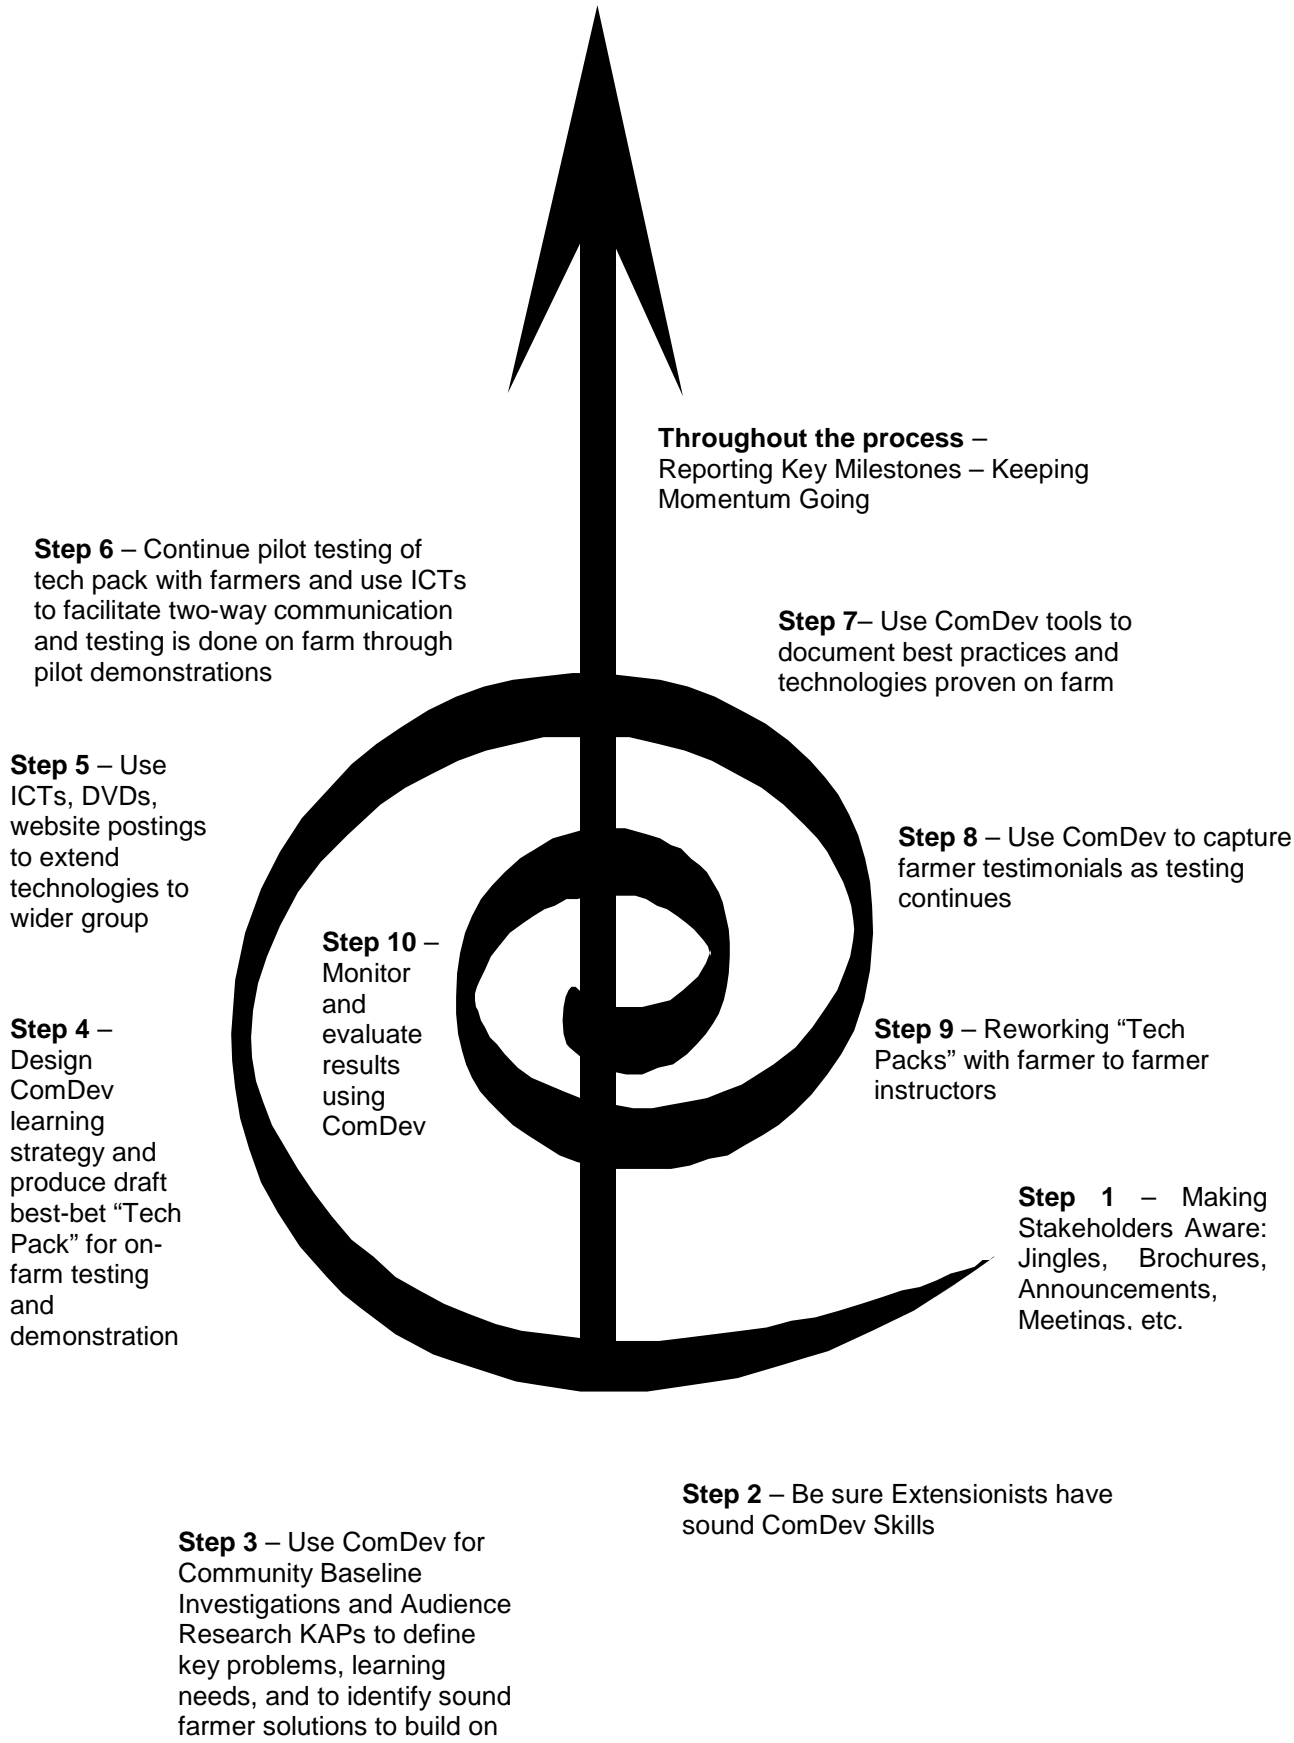 Throughout the process –
Reporting Key Milestones – Keeping
Momentum Going
Step 6 – Continue pilot testing of
tech pack with farmers and use ICTs
to facilitate two-way communication
and testing is done on farm through
pilot demonstrations
Step 7– Use ComDev tools to
document best practices and
technologies proven on farm
Step 5 – Use
ICTs, DVDs,
website postings
to extend
technologies to
wider group
Step 8 – Use ComDev to capture
farmer testimonials as testing
continues
Step 10 –
Monitor
and
evaluate
results
using
ComDev
Step 4 –
Design
ComDev
learning
strategy and
produce draft
best-bet “Tech
Pack” for on-
farm testing
and
demonstration
Step 9 – Reworking “Tech
Packs” with farmer to farmer
instructors
Step 1 – Making
Stakeholders Aware:
Jingles, Brochures,
Announcements,
Meetings, etc.
Step 2 – Be sure Extensionists have
sound ComDev Skills
Step 3 – Use ComDev for
Community Baseline
Investigations and Audience
Research KAPs to define
key problems, learning
needs, and to identify sound
farmer solutions to build on